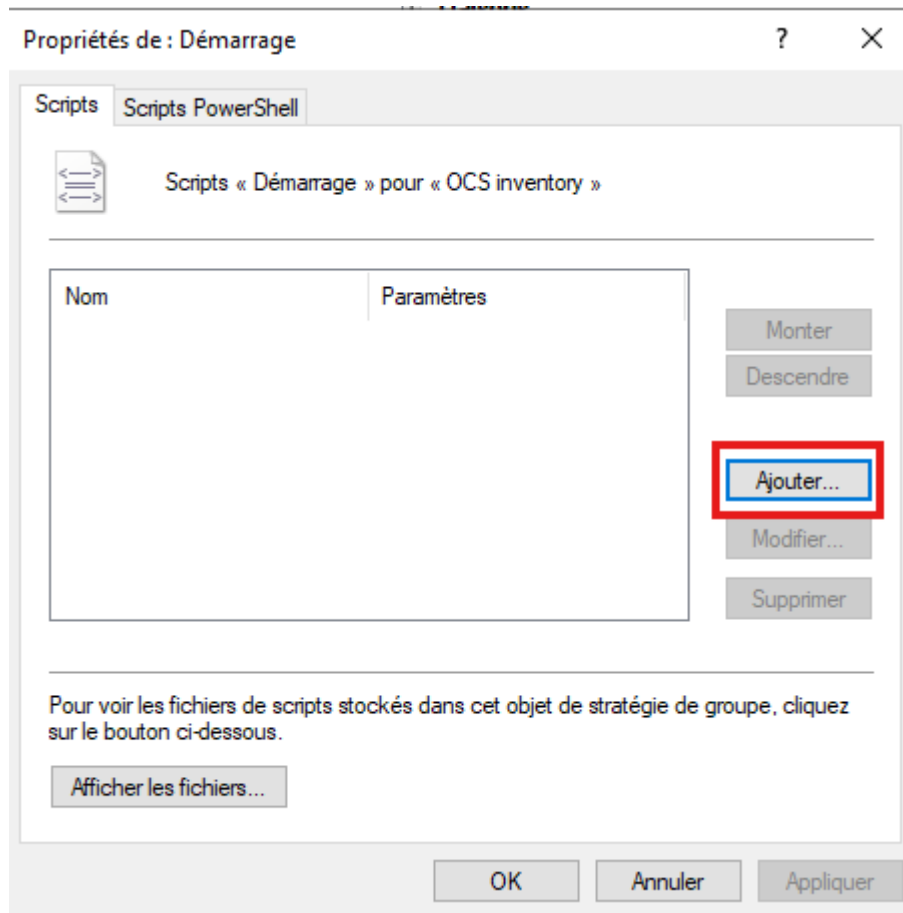 Propriétés de : Démarrage
?
Scripts
Scripts PowerShell
Scripts « Démarrage » pour « OCS inventory »
Nom
Paramètres
Monter
Descendre
Ajouter...
Modifier...
Supprimer
Pour voir les fichiers de scripts stockés dans cet objet de stratégie de groupe, cliquez
sur le bouton ci-dessous.
Afficher les fichiers...
OK
Annuler
Appliquer